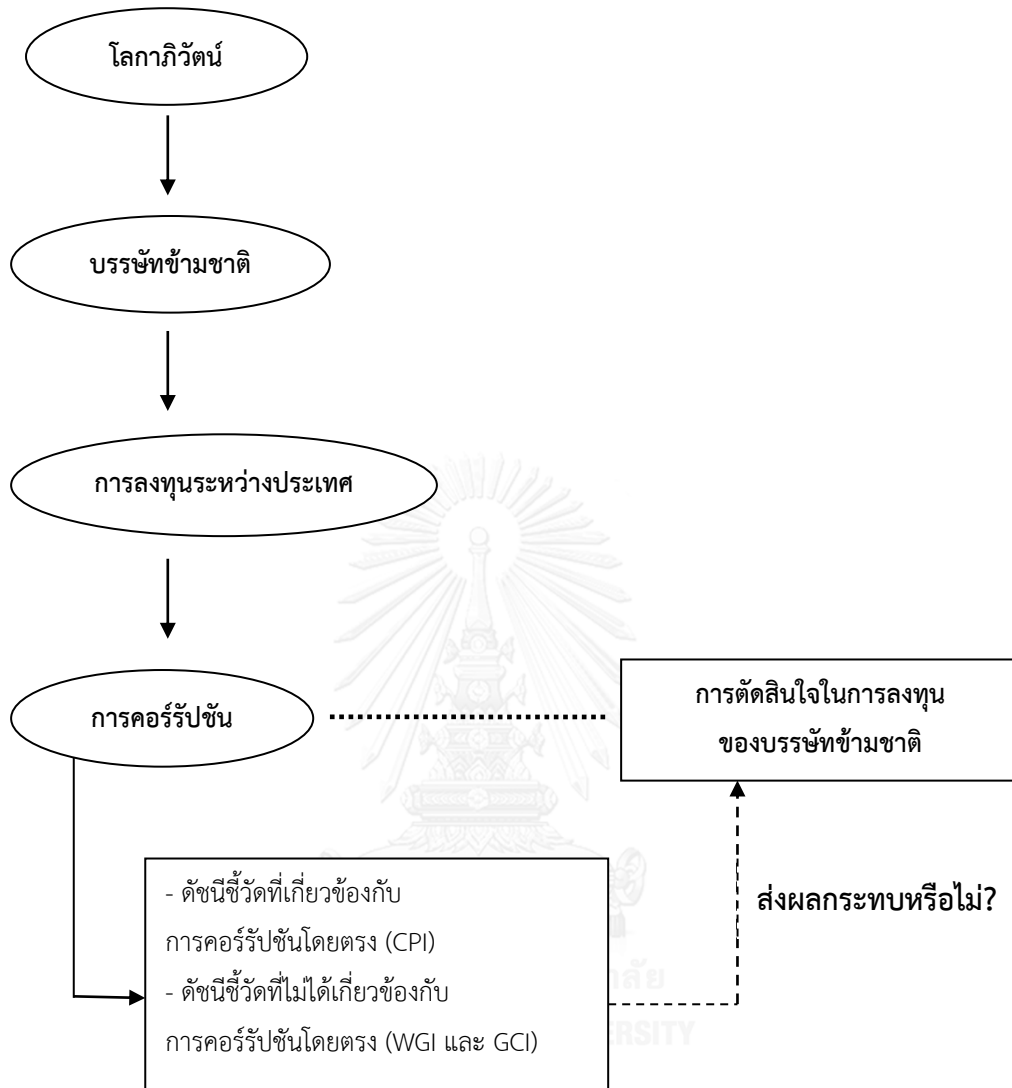 โลกาภิวัตน์
บรรษัทข้ามชาติ
การลงทุนระหว่างประเทศ
การคอร์รัปชัน
การตัดสินใจในการลงทุน
ของบรรษัทข้ามชาติ
- ดัชนีชี้วัดที่เกี่ยวข้องกับ
การคอร์รัปชันโดยตรง (CPI)
- ดัชนีชี้วัดที่ไม่ได้เกี่ยวข้องกับ
การคอร์รัปชันโดยตรง (WGI และ GCI)
ส่งผลกระทบหรือไม่?